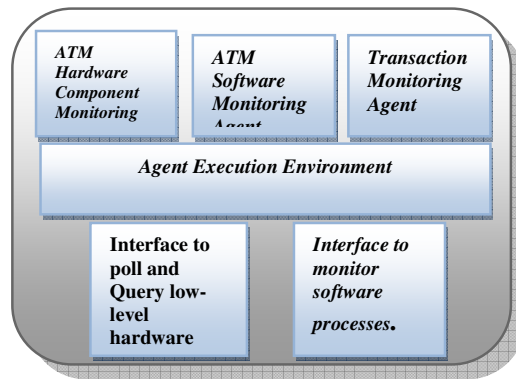 ATM
Hardware
Component
Monitoring
ATM
Software
Monitoring
Agent
Transaction
Monitoring
Agent
Agent Execution Environment
Interface to
poll and
Query low-
level
hardware
Interface to
monitor
software
processes.